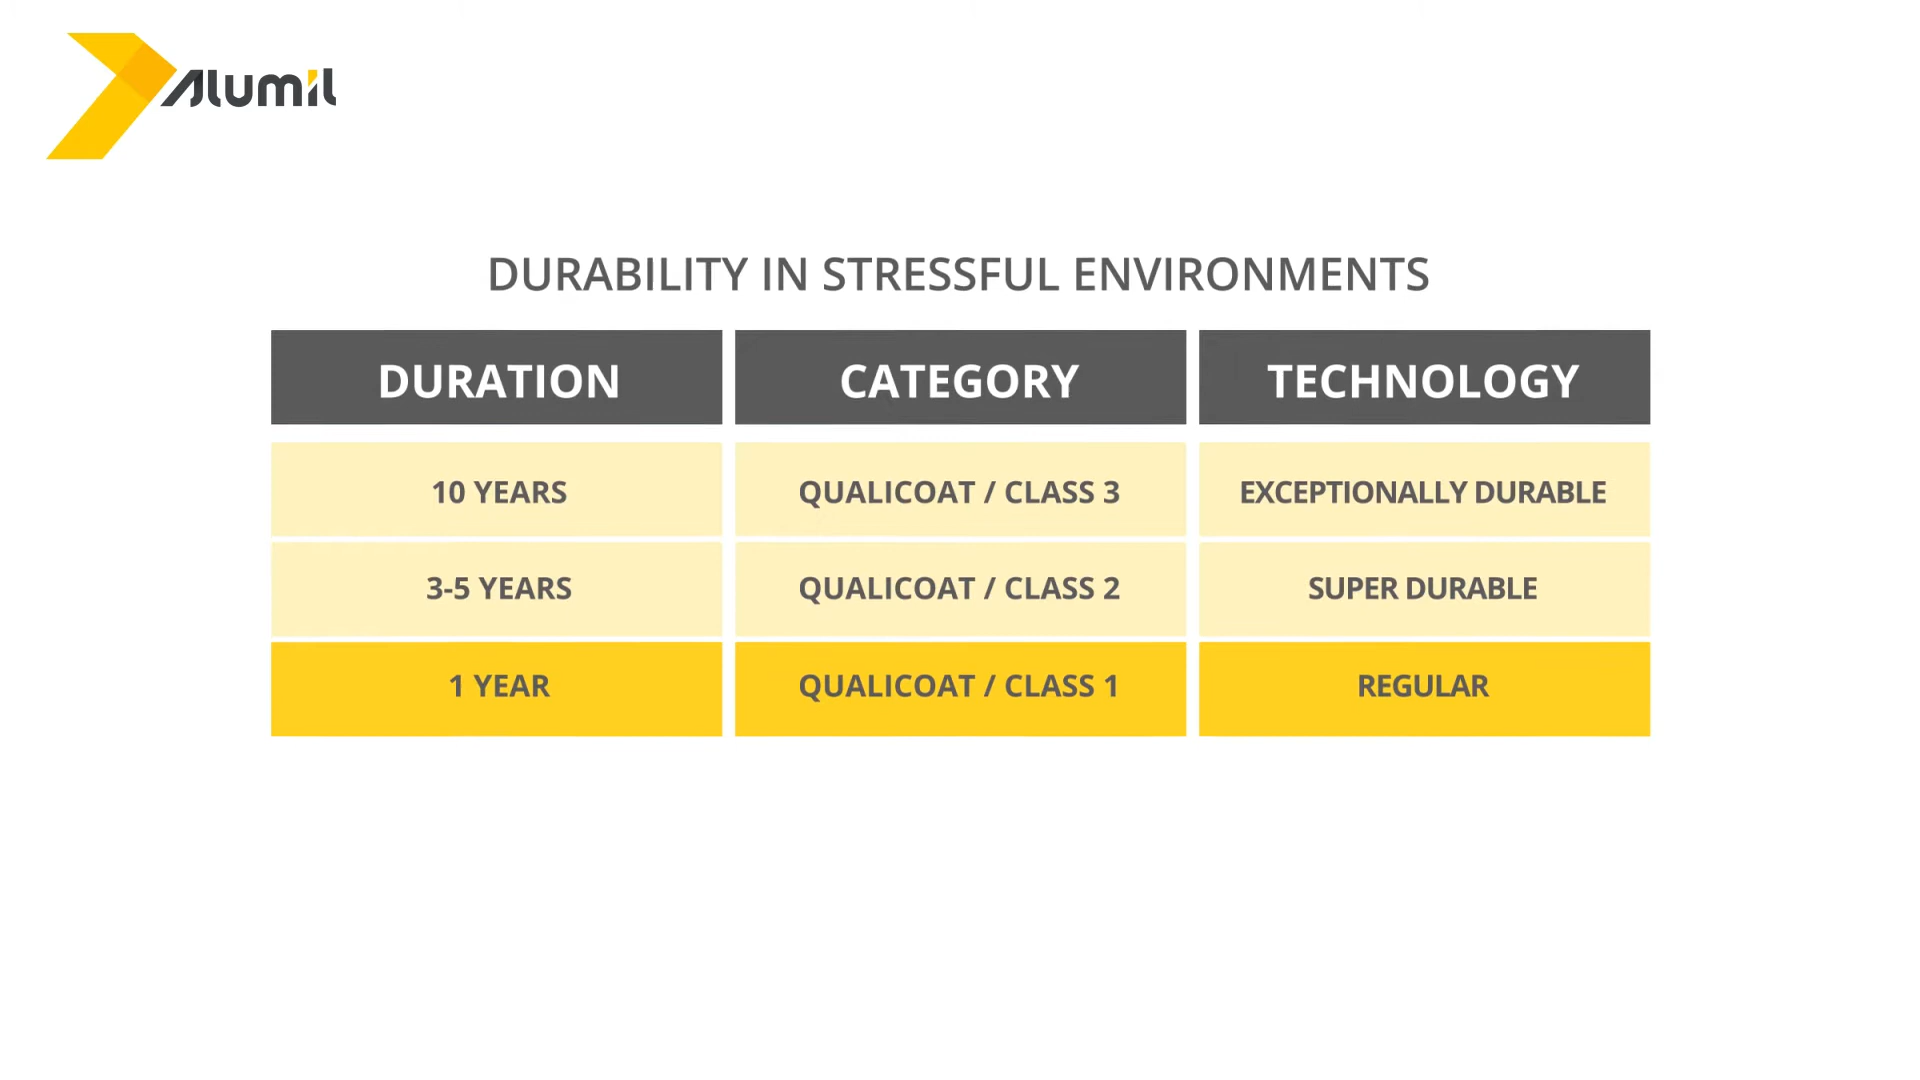 Alumil
DURABILITY IN STRESSFUL ENVIRONMENTS
DURATION CATEGORY TECHNOLOGY
10 YEARS QUALICOAT / CLASS 3 EXCEPTIONALLY DURABLE
3-5 YEARS QUALICOAT / CLASS 2 SUPER DURABLE
1 YEAR QUALICOAT / CLASS 1 REGULAR